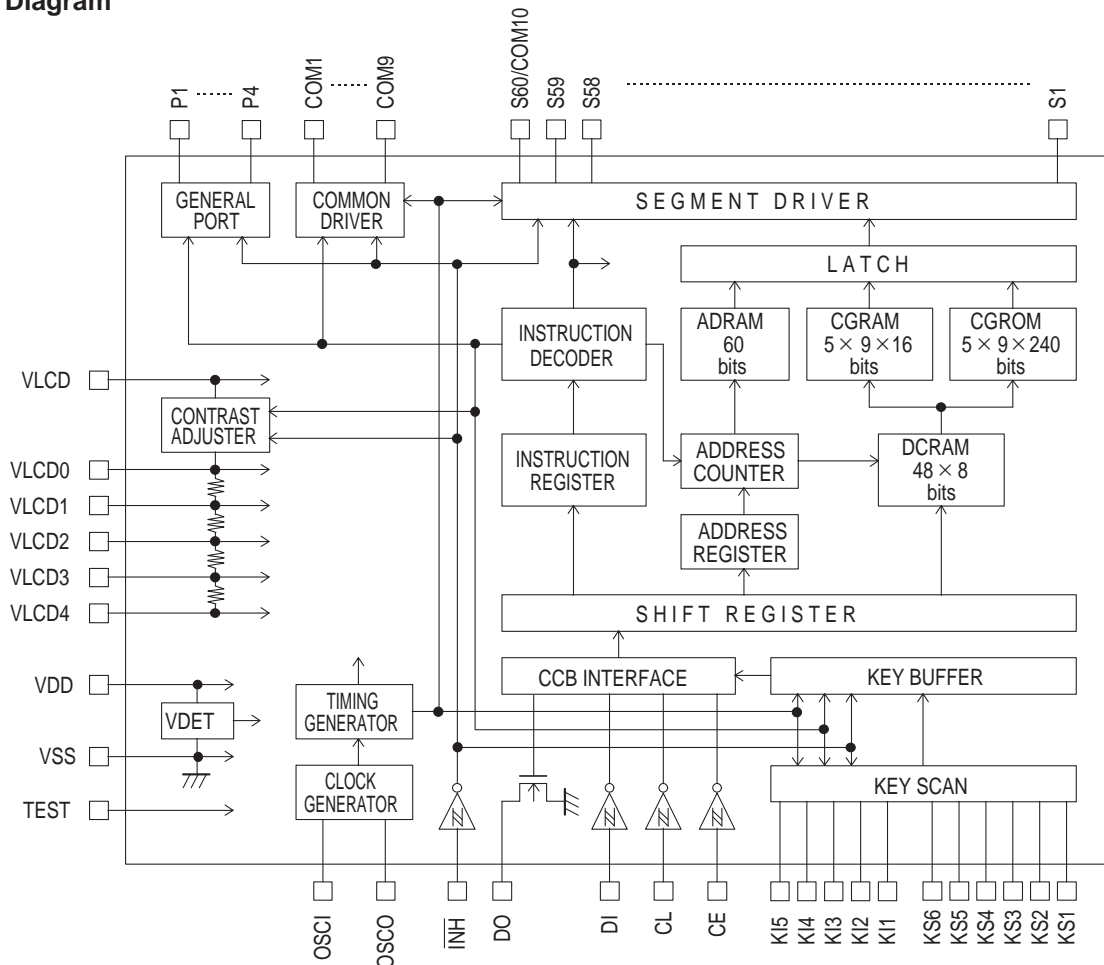 Diagram
P1
P4
COM1
COM9
S60/COM10
S59
S58
S1
GENERAL
PORT
COMMON
DRIVER
SEGMENT DRIVER
LATCH
INSTRUCTION
DECODER
ADRAM
60
bits
CGRAM
5 × 9 × 16
bits
CGROM
5 × 9 × 240
bits
VLCD
CONTRAST
ADJUSTER
INSTRUCTION
REGISTER
ADDRESS
COUNTER
DCRAM
48 × 8
bits
VLCD0
VLCD1
VLCD2
VLCD3
VLCD4
ADDRESS
REGISTER
SHIFT REGISTER
VDD
VDET
VSS
TEST
TIMING
GENERATOR
CCB INTERFACE
KEY BUFFER
CLOCK
GENERATOR
KEY SCAN
OSCI
OSCO
INH
DO
DI
CL
CE
KI5
KI4
KI3
KI2
KI1
KS6
KS5
KS4
KS3
KS2
KS1